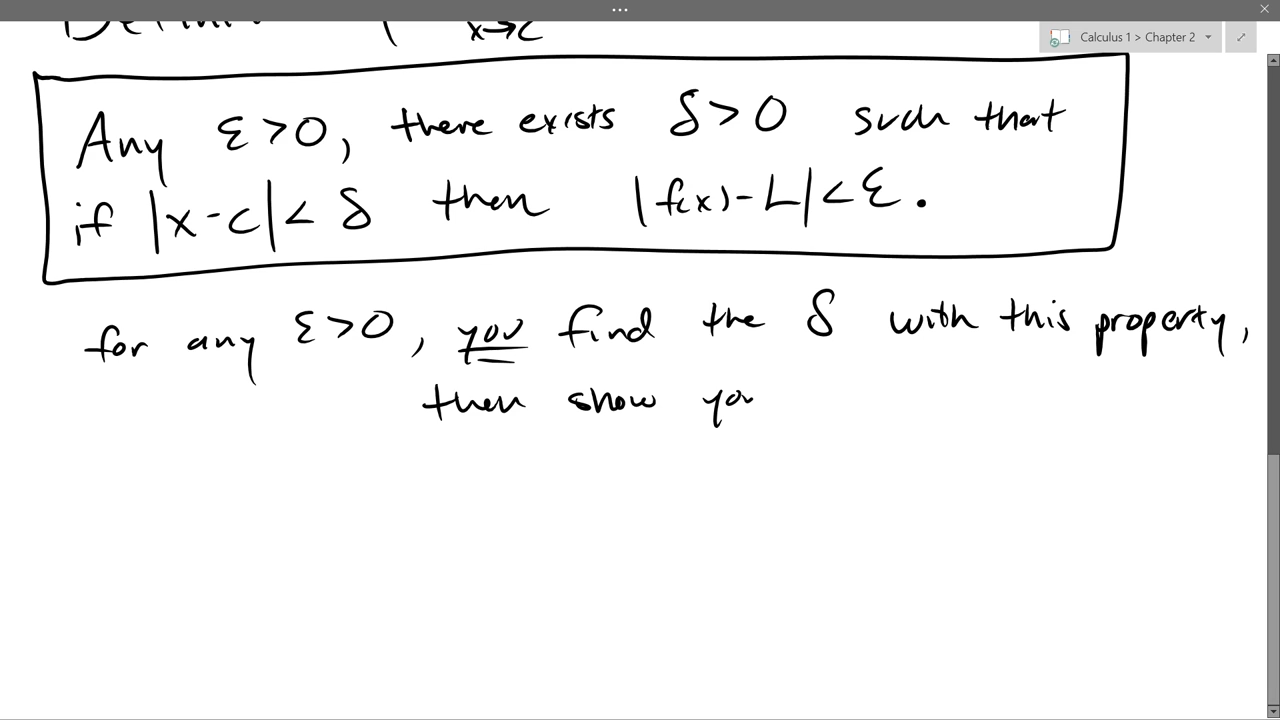 x→c
Calculus 1 > Chapter 2
Any ε>0, there exists δ>0 such that
if |x-c|< δ then |f(x)-L|<ε.
for any ε>0, you find the δ with this property,
then show yo